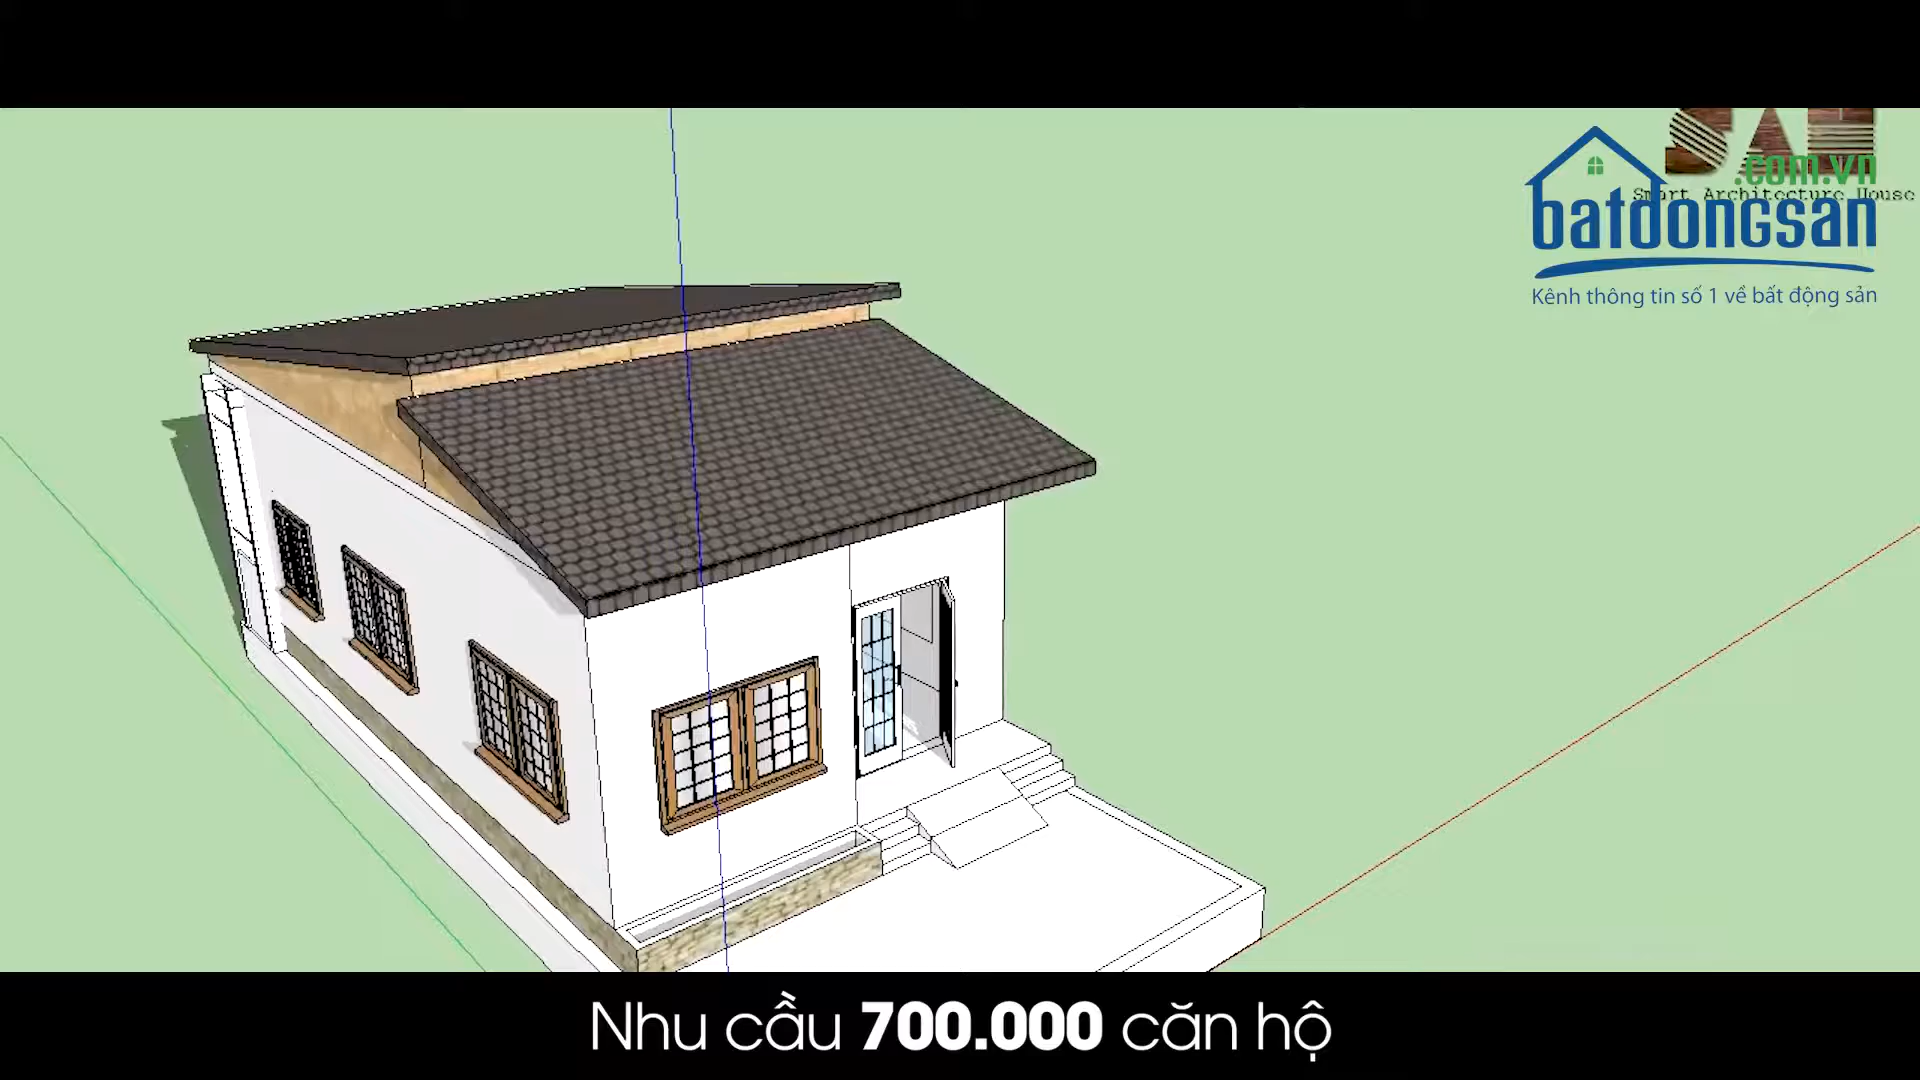 SAH
.com.vn
Smart Architecture House
batdongsan
Kênh thông tin số 1 về bất động sản
Nhu cầu 700.000 căn hộ